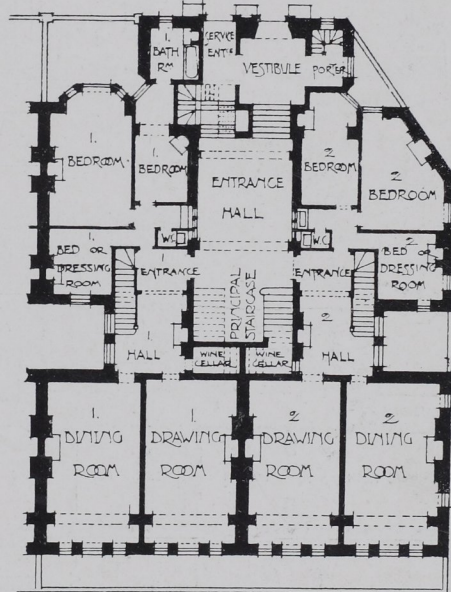 1.
BATH
RM
SERVICE
ENTCE
VESTIBULE
PORTER
1.
BEDROOM
1.
BEDROOM
ENTRANCE
HALL
2
BEDROOM
2
BEDROOM
W.C.
W.C.
1.
BED OR
DRESSING
ROOM
1
ENTRANCE
ENTRANCE
2
BED OR
DRESSING
ROOM
PRINCIPAL
STAIRCASE
1.
HALL
2
HALL
WINE
CELLAR
WINE
CELLAR
1.
DINING
ROOM
1.
DRAWING
ROOM
2
DRAWING
ROOM
2
DINING
ROOM